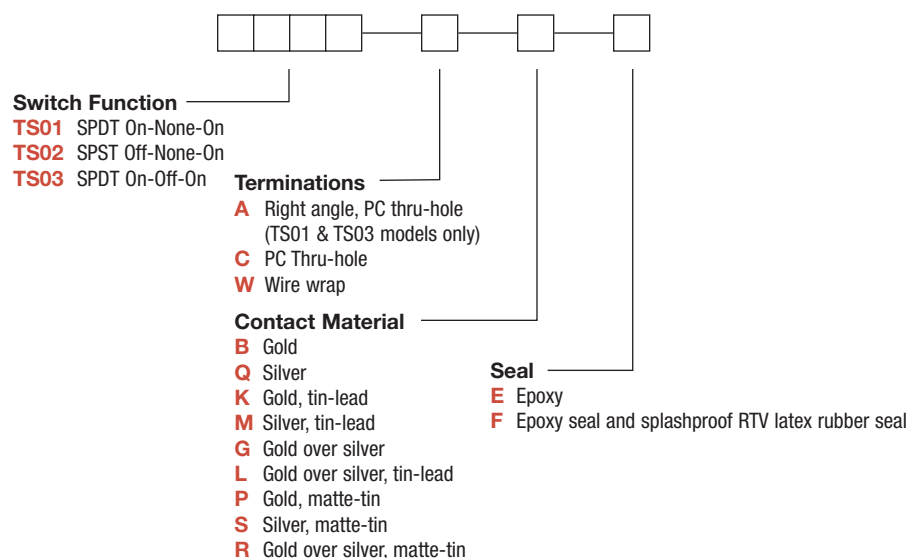 Switch Function
TS01 SPDT On-None-On
TS02 SPST Off-None-On
TS03 SPDT On-Off-On
Terminations
A Right angle, PC thru-hole
(TS01 & TS03 models only)
C PC Thru-hole
W Wire wrap
Contact Material
B Gold
Q Silver
K Gold, tin-lead
M Silver, tin-lead
G Gold over silver
L Gold over silver, tin-lead
P Gold, matte-tin
S Silver, matte-tin
R Gold over silver, matte-tin
Seal
E Epoxy
F Epoxy seal and splashproof RTV latex rubber seal